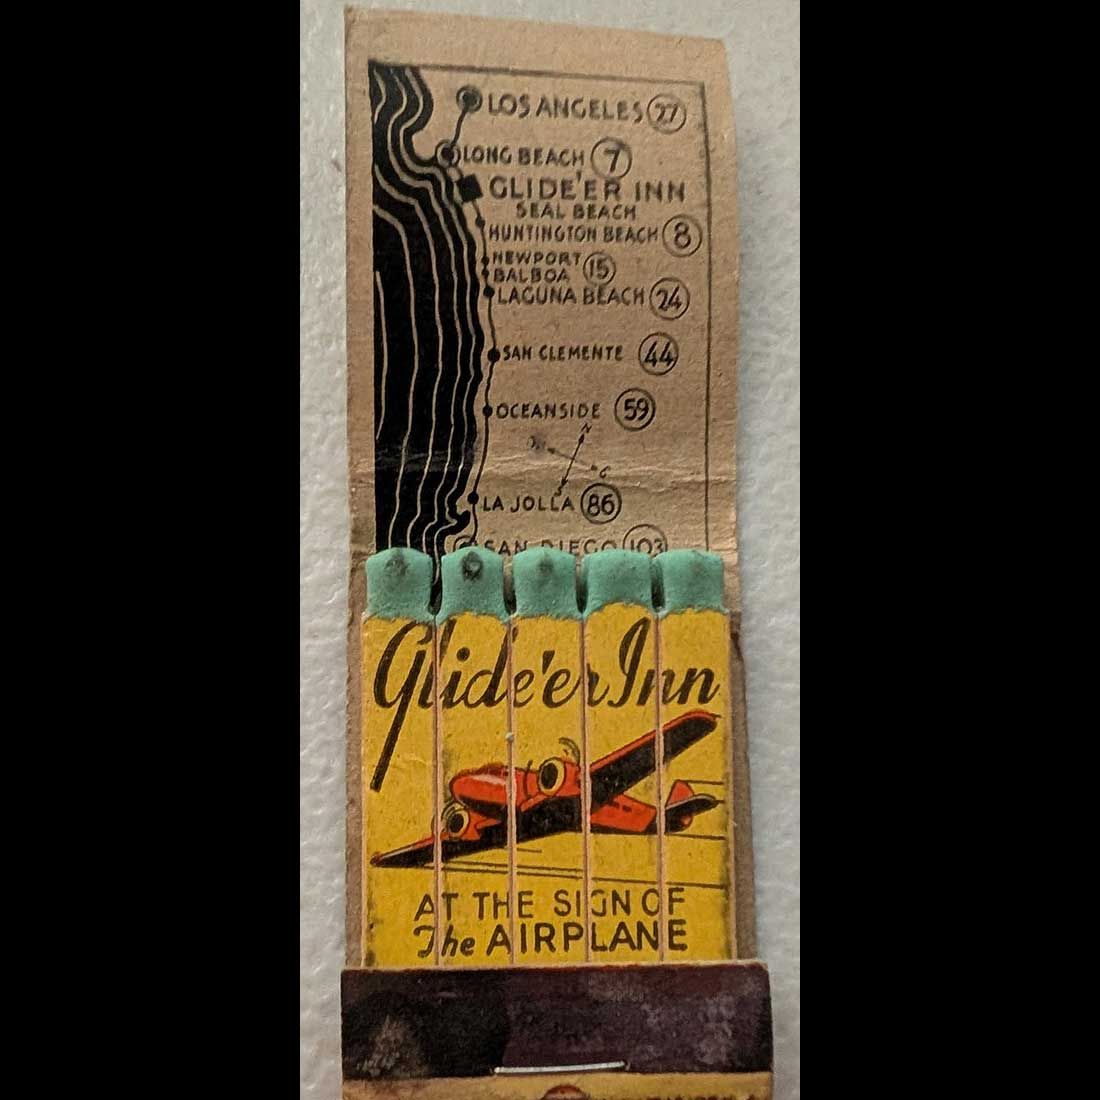 LOS ANGELES 27
LONG BEACH 7
GLIDE'ER INN
SEAL BEACH
HUNTINGTON BEACH 8
NEWPORT
BALBOA 15
LAGUNA BEACH 24
SAN CLEMENTE 44
OCEANSIDE 59
N
LA JOLLA 86
SAN DIEGO 103
Glide'er Inn
AT THE SIGN OF
The AIRPLANE